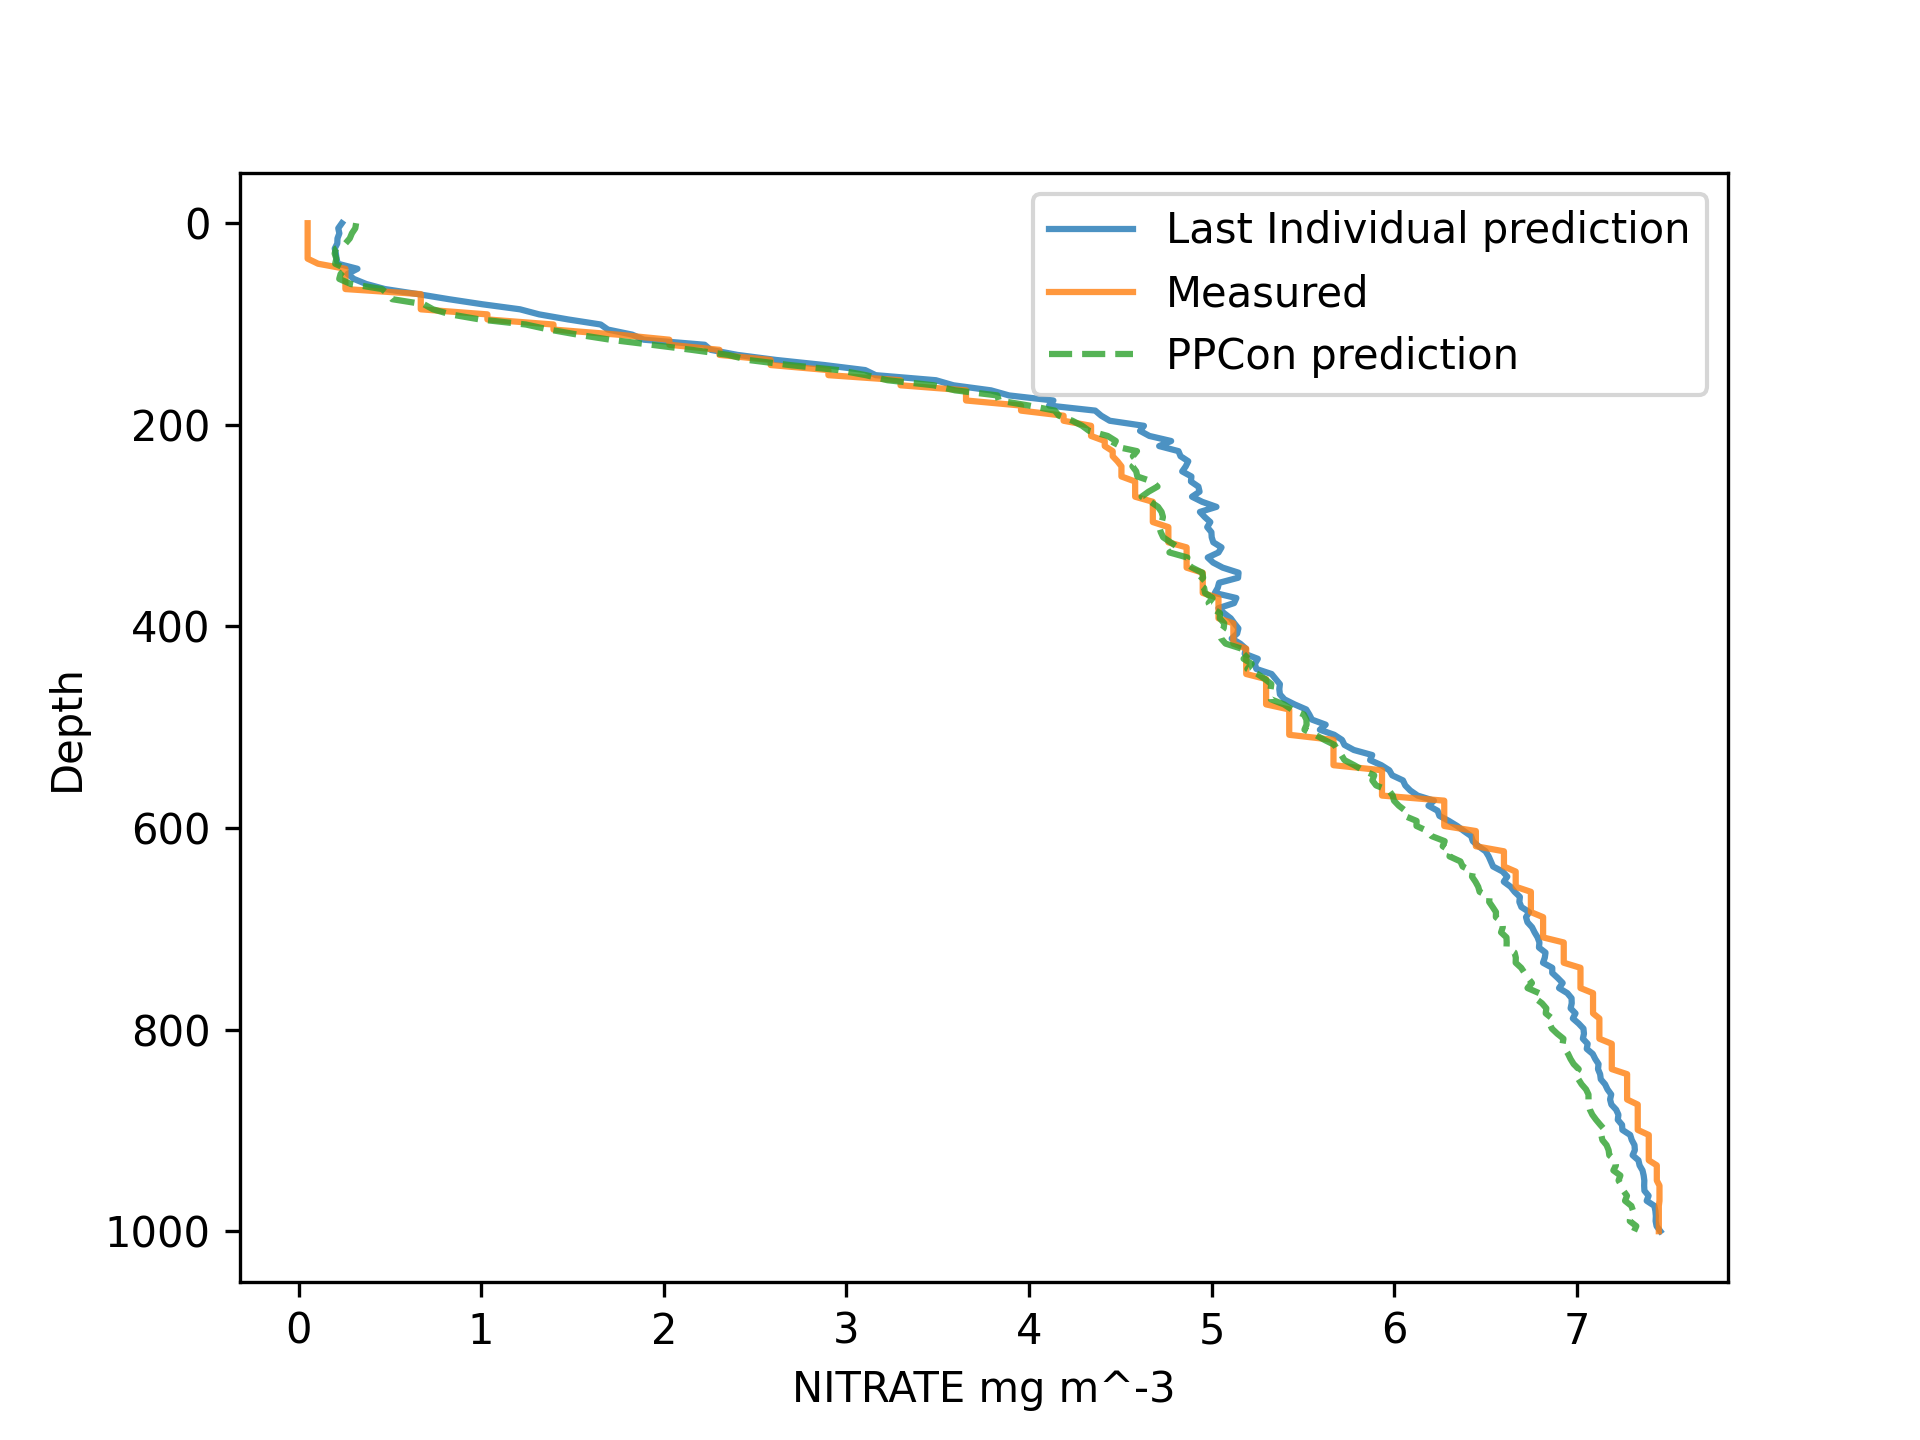 Last Individual prediction
Measured
PPCon prediction
0
200
400
600
800
1000
Depth
0 1 2 3 4 5 6 7
NITRATE mg m^-3